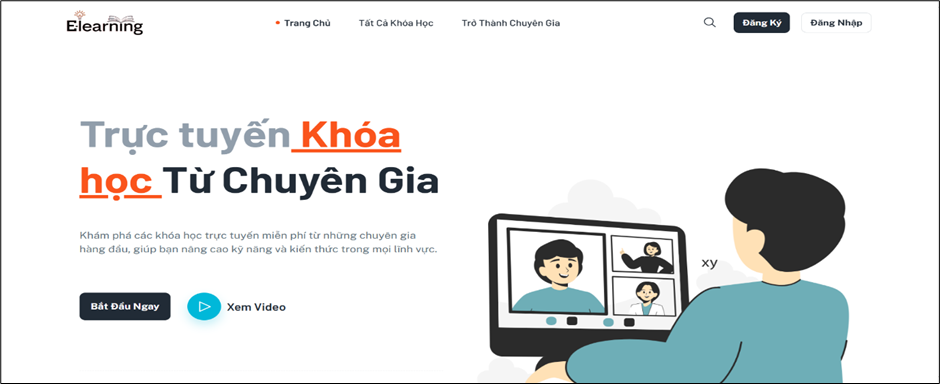 Elearning
Trang Chủ
Tất Cả Khóa Học
Trở Thành Chuyên Gia
Đăng Ký
Đăng Nhập
Trực tuyến Khóa
học Từ Chuyên Gia
Khám phá các khóa học trực tuyến miễn phí từ những chuyên gia
hàng đầu, giúp bạn nâng cao kỹ năng và kiến thức trong mọi lĩnh vực.
Bắt Đầu Ngay
Xem Video
xy